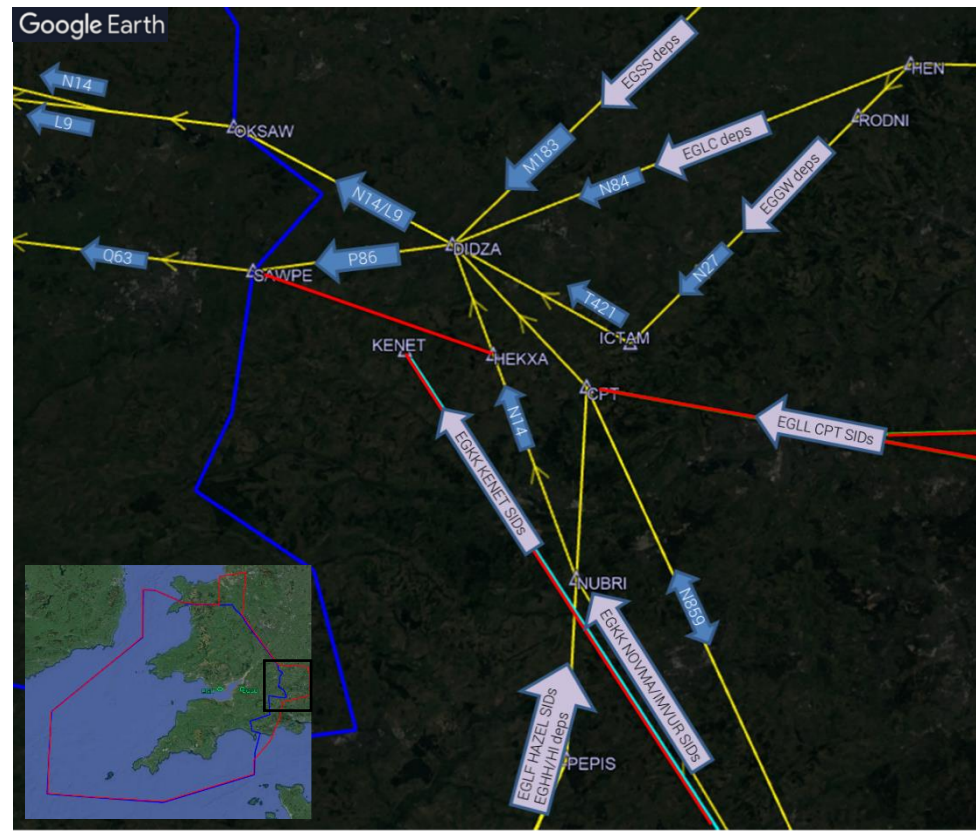 Google Earth
N14
L9
OKSAW
EGSS deps
HEN
RODNI
EGLC deps
M183
N84
EGGW deps
N14/L9
DIDZA
Q63
P86
SAWPE
N27
T421
ICTAM
KENET
HEKXA
CPT
N14
EGKK KENET SIDs
EGLL CPT SIDs
NUBRI
N859
EGKK NOVMA/IMVUR SIDs
EGLF HAZEL SIDs
EGHH/HI deps
PEPIS